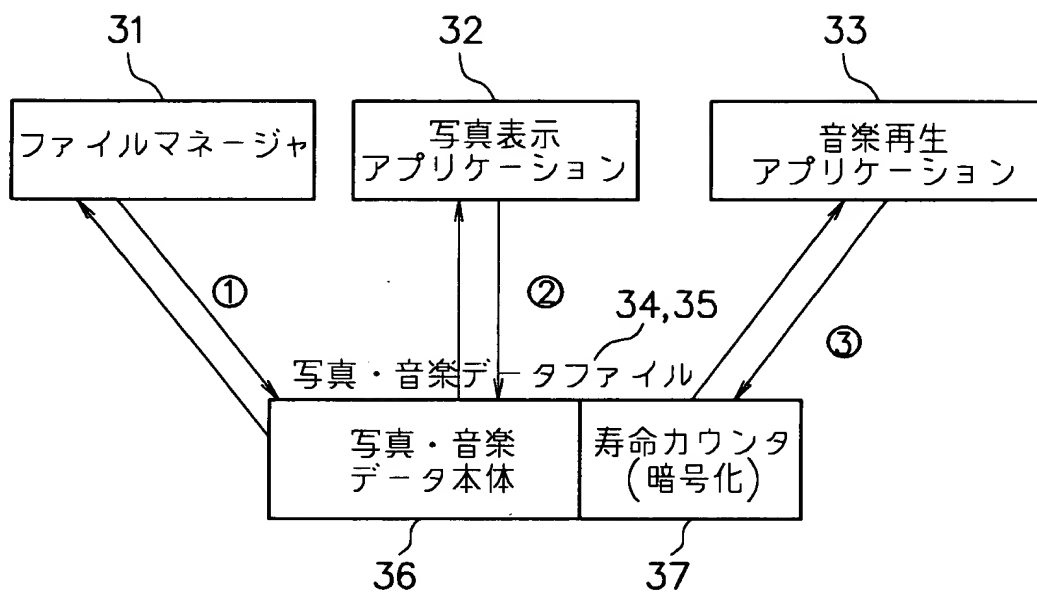 31
32
33
ファイルマネージャ
写真表示
アプリケーション
音楽再生
アプリケーション
①
②
34,35
③
写真・音楽データファイル
写真・音楽
データ本体
寿命カウンタ
(暗号化)
36
37